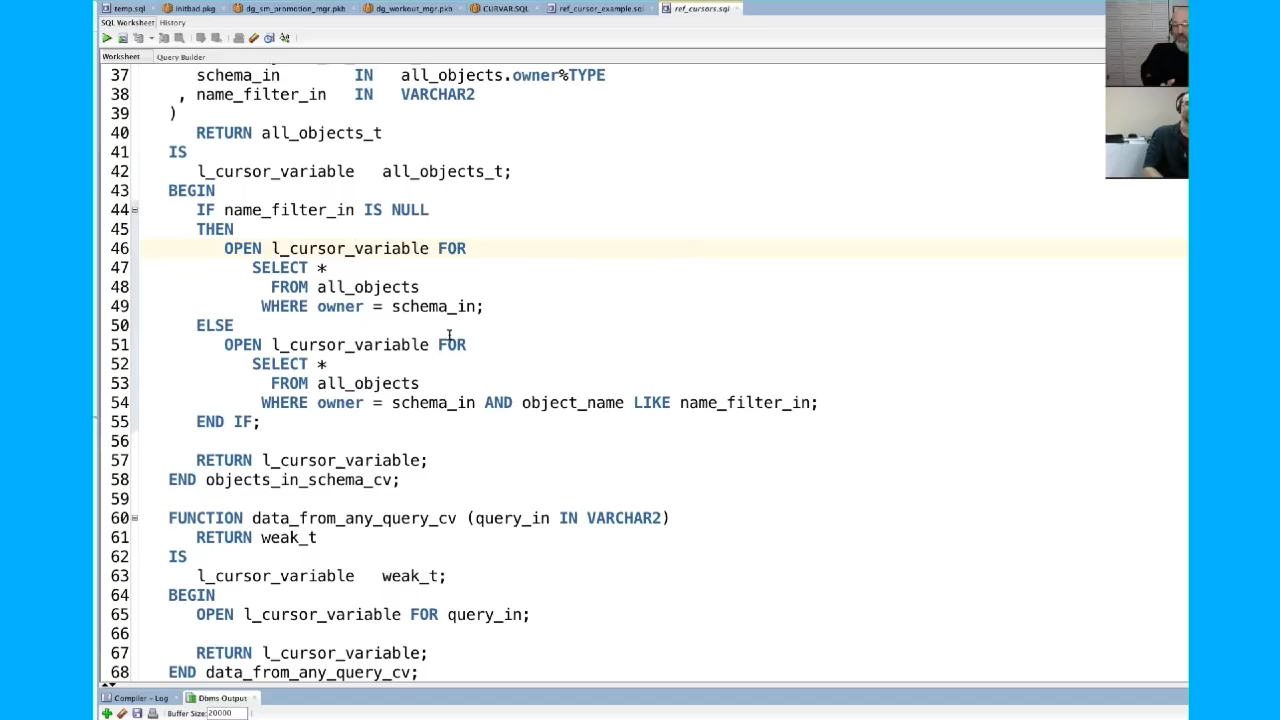 temp.sql initbad.pkg dg_sm_promotion_mgr.pkb dg_workout_mgr.pkb CURVAR.SQL ref_cursor_example.sql ref_cursors.sql
SQL Worksheet History
Worksheet Query Builder
37 schema_in IN all_objects.owner%TYPE
38 , name_filter_in IN VARCHAR2
39 )
40 RETURN all_objects_t
41 IS
42 l_cursor_variable all_objects_t;
43 BEGIN
44 IF name_filter_in IS NULL
45 THEN
46 OPEN l_cursor_variable FOR
47 SELECT *
48 FROM all_objects
49 WHERE owner = schema_in;
50 ELSE
51 OPEN l_cursor_variable FOR
52 SELECT *
53 FROM all_objects
54 WHERE owner = schema_in AND object_name LIKE name_filter_in;
55 END IF;
56
57 RETURN l_cursor_variable;
58 END objects_in_schema_cv;
59
60 FUNCTION data_from_any_query_cv (query_in IN VARCHAR2)
61 RETURN weak_t
62 IS
63 l_cursor_variable weak_t;
64 BEGIN
65 OPEN l_cursor_variable FOR query_in;
66
67 RETURN l_cursor_variable;
68 END data_from_any_query_cv;
Compiler - Log Dbms Output
Buffer Size: 20000